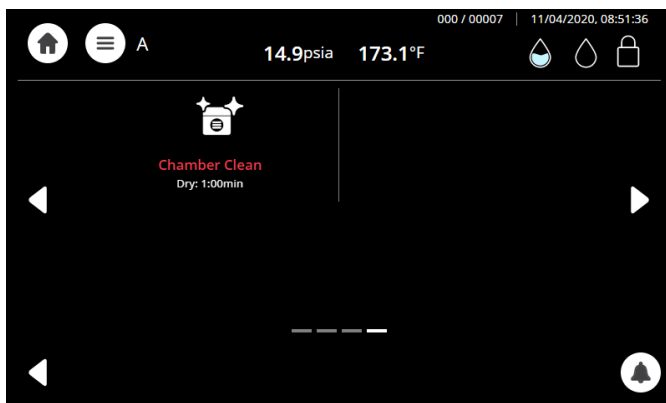 000 / 00007 | 11/04/2020, 08:51:36
A 14.9psia 173.1°F
Chamber Clean
Dry: 1:00min